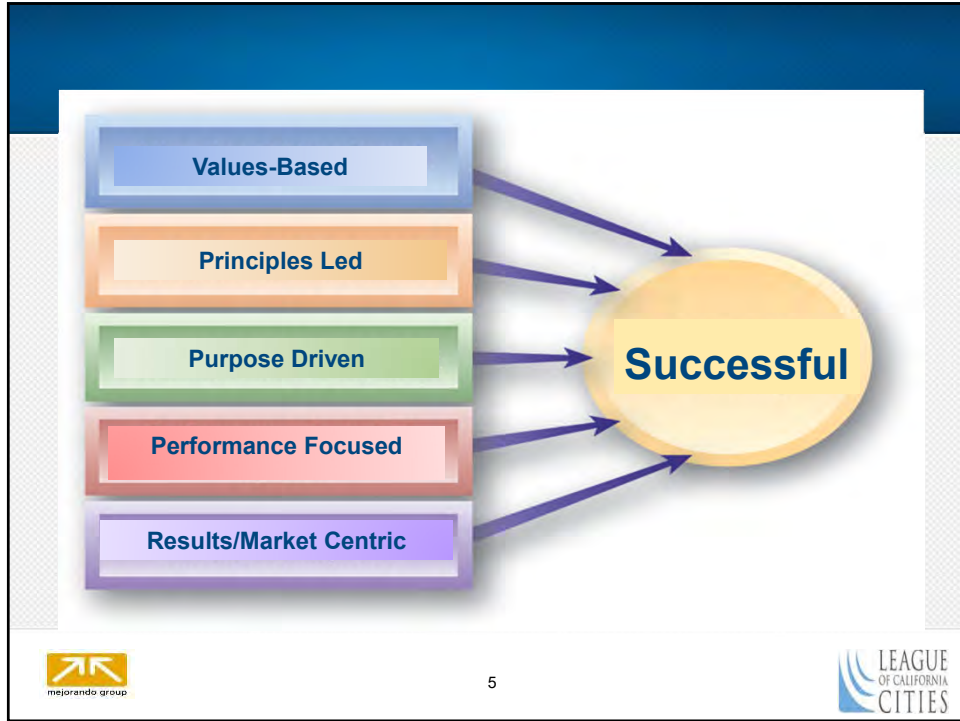 Values-Based
Principles Led
Purpose Driven
Performance Focused
Results/Market Centric
Successful
mejorando group
5
LEAGUE
OF CALIFORNIA
CITIES